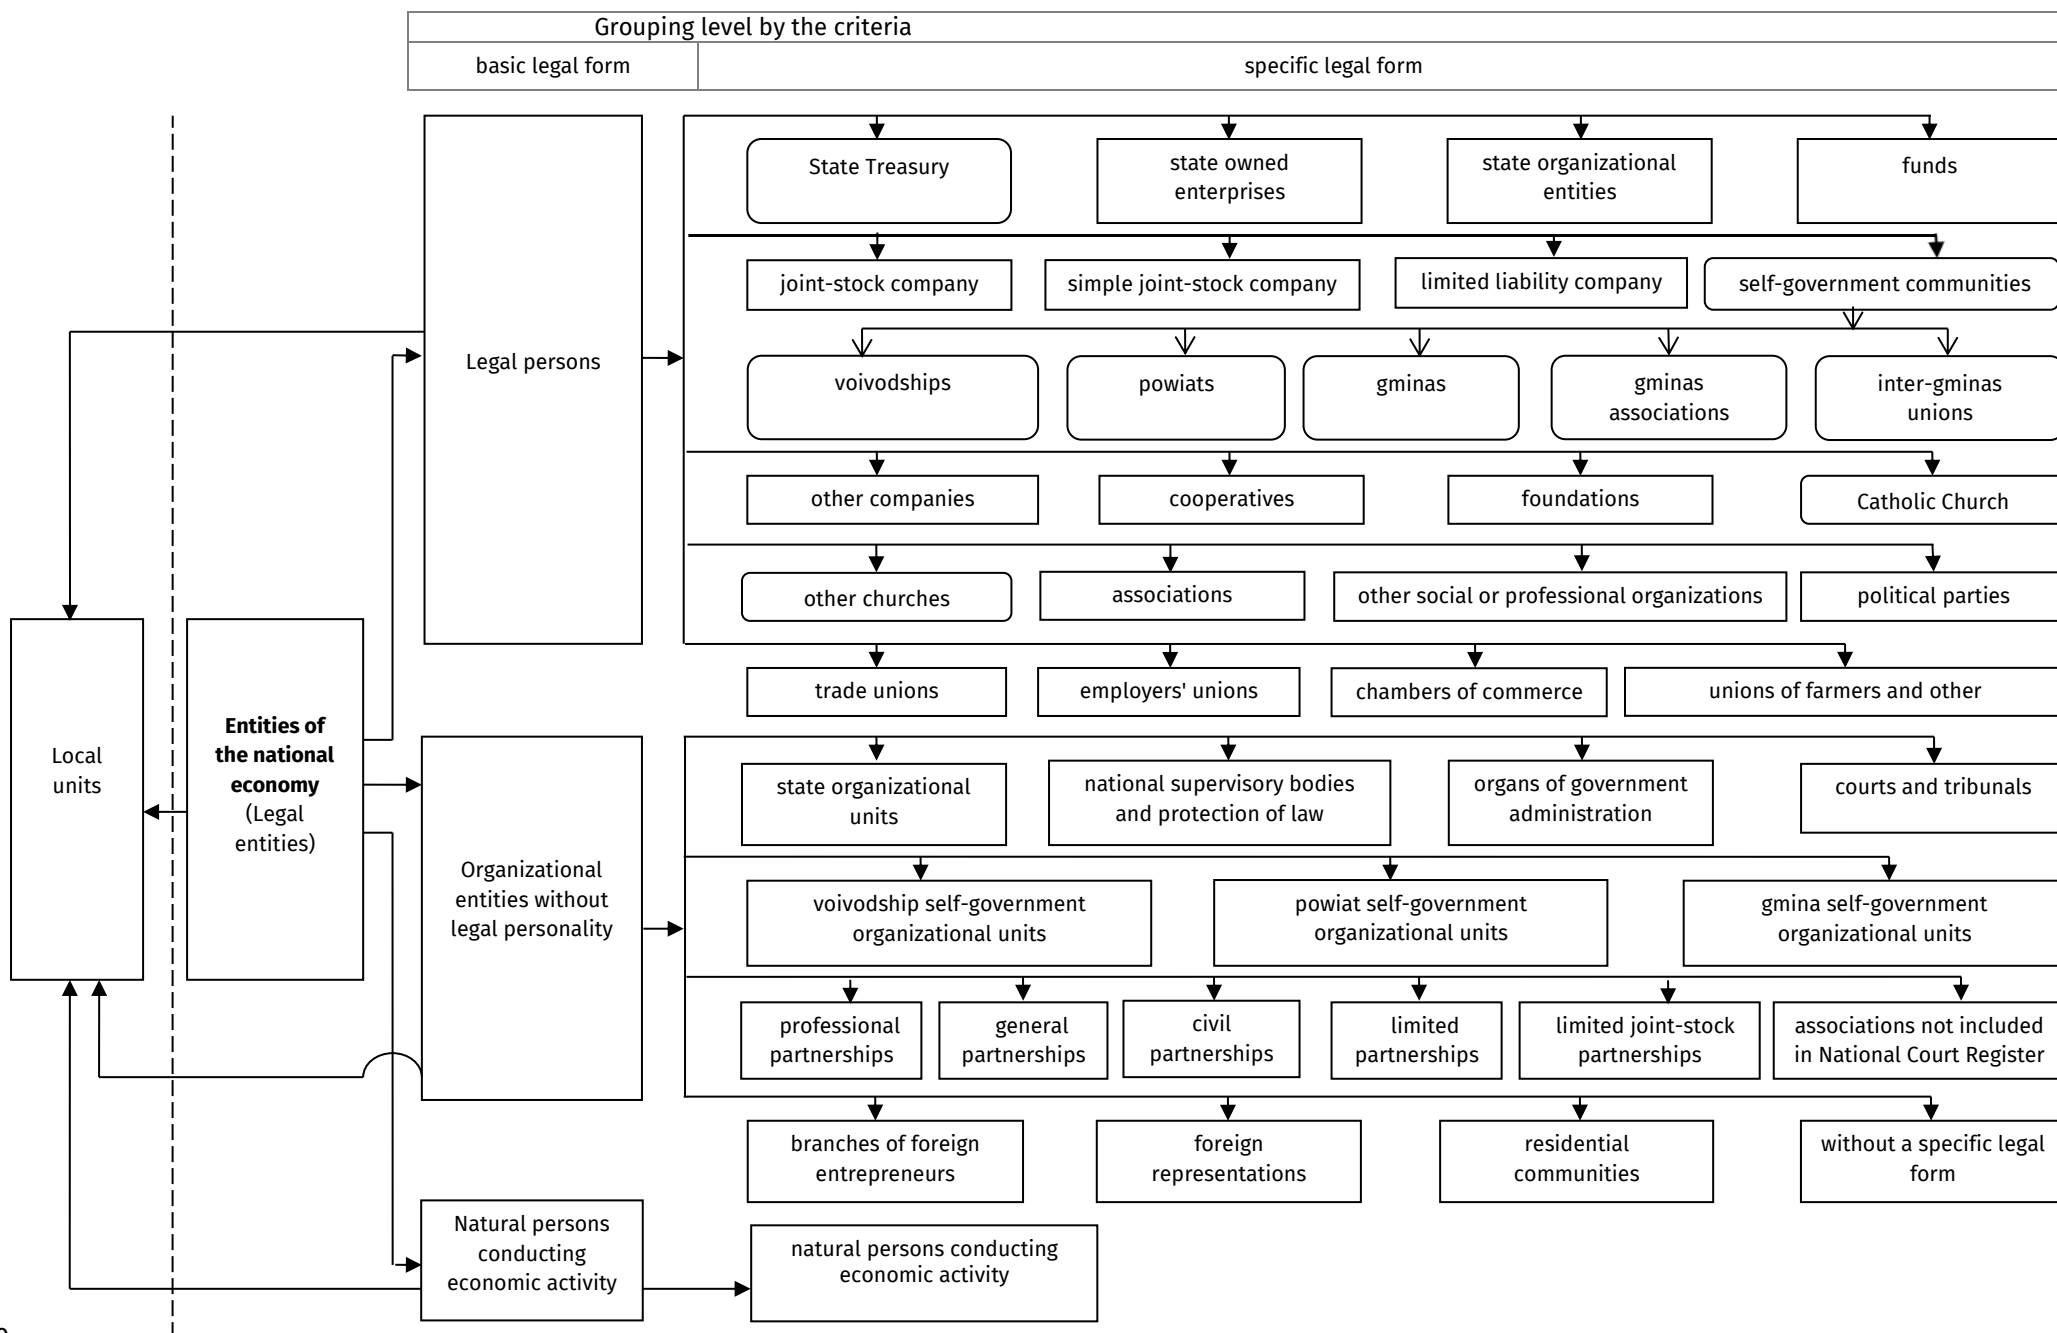 Grouping level by the criteria
basic legal form
specific legal form
State Treasury
state owned
enterprises
state organizational
entities
funds
joint-stock company
simple joint-stock company
limited liability company
self-government communities
Legal persons
voivodships
powiats
gminas
gminas
associations
inter-gminas
unions
other companies
cooperatives
foundations
Catholic Church
other churches
associations
other social or professional organizations
political parties
trade unions
employers' unions
chambers of commerce
unions of farmers and other
Local
units
Entities of
the national
economy
(Legal
entities)
Organizational
entities without
legal personality
state organizational
units
national supervisory bodies
and protection of law
organs of government
administration
courts and tribunals
voivodship self-government
organizational units
powiat self-government
organizational units
gmina self-government
organizational units
professional
partnerships
general
partnerships
civil
partnerships
limited
partnerships
limited joint-stock
partnerships
associations not included
in National Court Register
branches of foreign
entrepreneurs
foreign
representations
residential
communities
without a specific legal
form
Natural persons
conducting
economic activity
natural persons conducting
economic activity